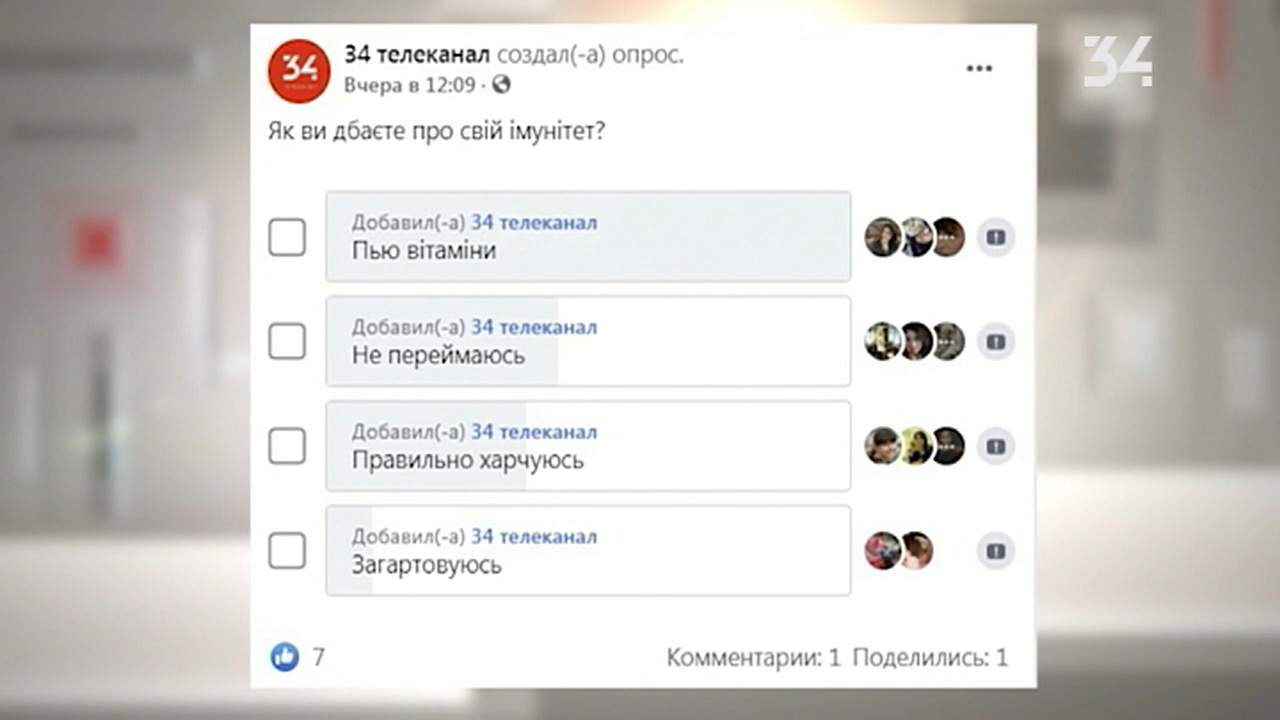 34 телеканал создал(-а) опрос.
34
34
Вчера в 12:09 ·
Як ви дбаєте про свій імунітет?
Добавил(-а) 34 телеканал
Пью вітаміни
Добавил(-а) 34 телеканал
Не переймаюсь
Добавил(-а) 34 телеканал
Правильно харчуюсь
Добавил(-а) 34 телеканал
Загартовуюсь
7
Комментарии: 1 Поделились: 1